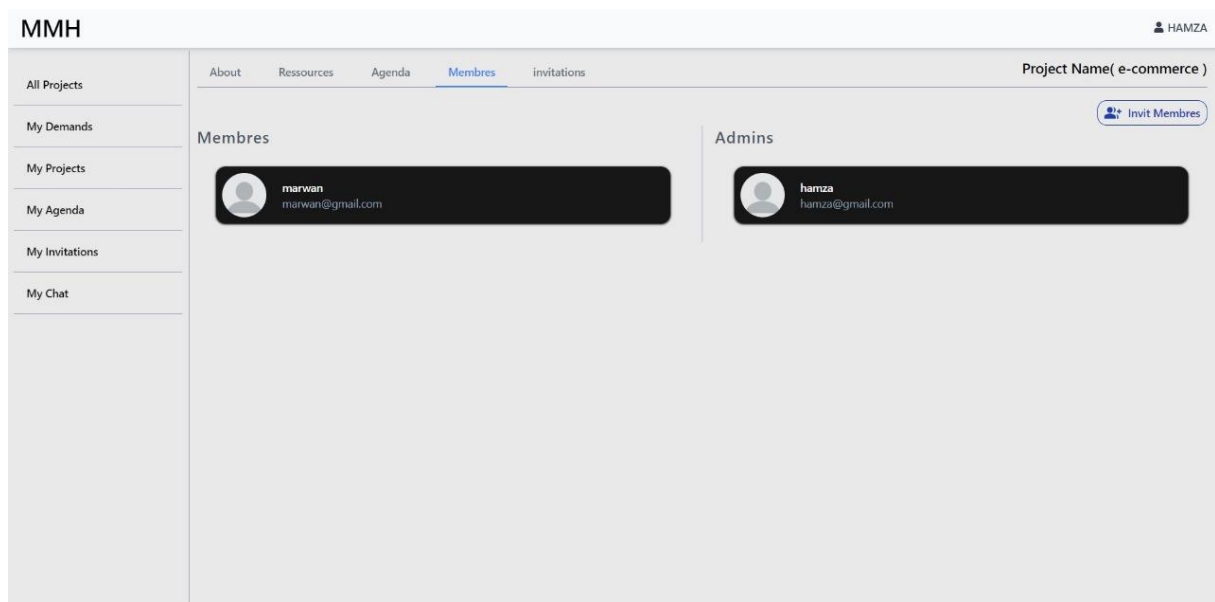 MMH
HAMZA
All Projects
My Demands
My Projects
My Agenda
My Invitations
My Chat
About Ressources Agenda Membres invitations
Project Name( e-commerce )
Invit Membres
Membres
marwan
marwan@gmail.com
Admins
hamza
hamza@gmail.com